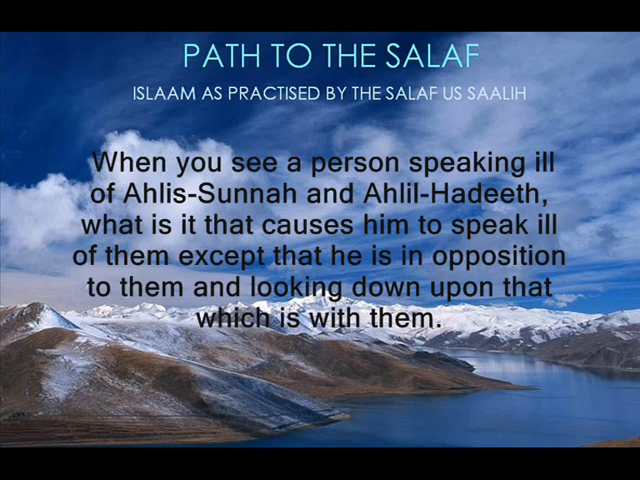 PATH TO THE SALAF
ISLAAM AS PRACTISED BY THE SALAF US SAALIH
When you see a person speaking ill
of Ahlis-Sunnah and Ahlil-Hadeeth,
what is it that causes him to speak ill
of them except that he is in opposition
to them and looking down upon that
which is with them.